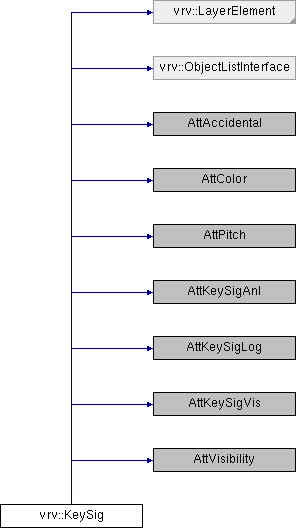 vrv::LayerElement
vrv::ObjectListInterface
AttAccidental
AttColor
AttPitch
AttKeySigAnl
AttKeySigLog
AttKeySigVis
AttVisibility
vrv::KeySig